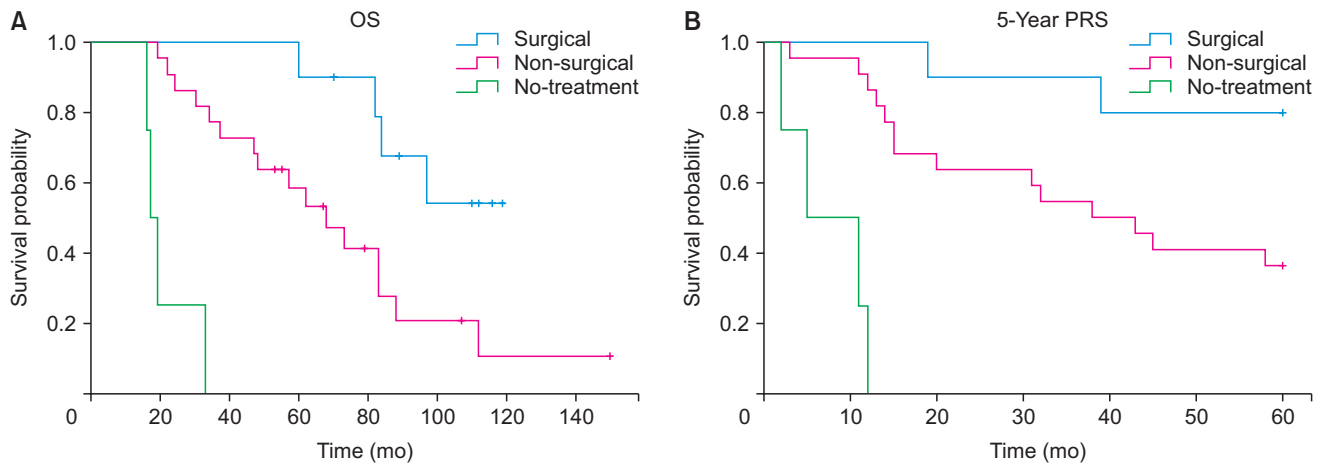 A
OS
Surgical
Non-surgical
No-treatment
Survival probability
1.0
0.8
0.6
0.4
0.2
0
20
40
60
80
100
120
140
Time (mo)
B
5-Year PRS
Surgical
Non-surgical
No-treatment
Survival probability
1.0
0.8
0.6
0.4
0.2
0
10
20
30
40
50
60
Time (mo)